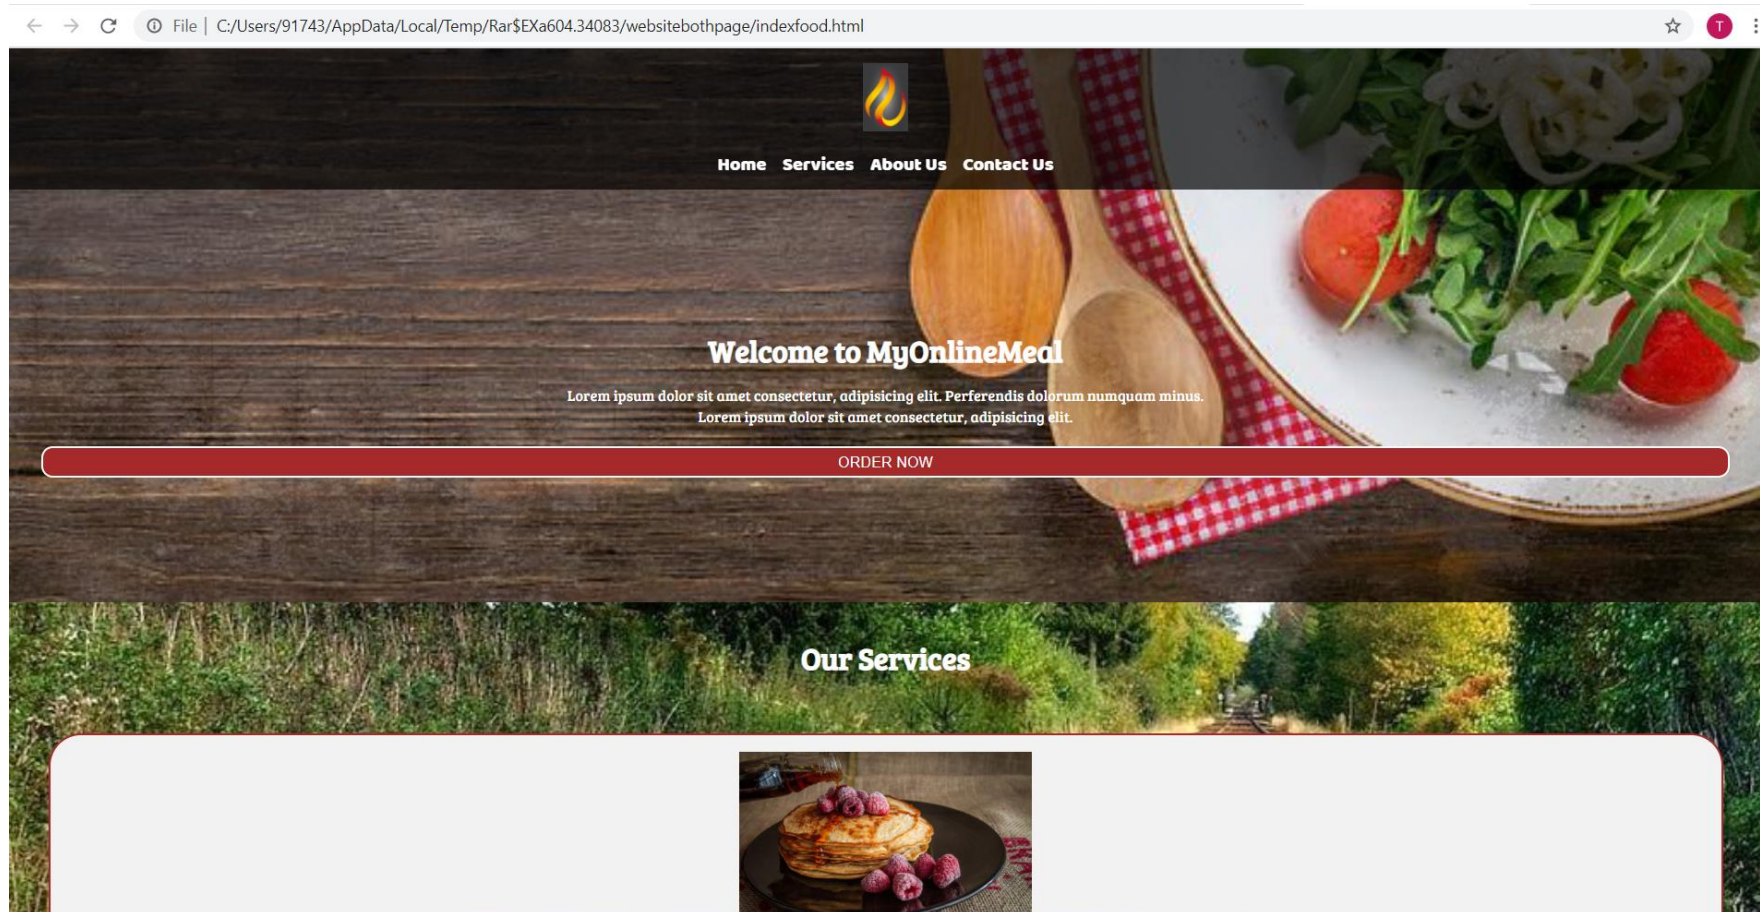 File | C:/Users/91743/AppData/Local/Temp/Rar$EXa604.34083/websitebothpage/indexfood.html
T
Home Services About Us Contact Us
Welcome to MyOnlineMeal
Lorem ipsum dolor sit amet consectetur, adipisicing elit. Perferendis dolorum numquam minus.
Lorem ipsum dolor sit amet consectetur, adipisicing elit.
ORDER NOW
Our Services